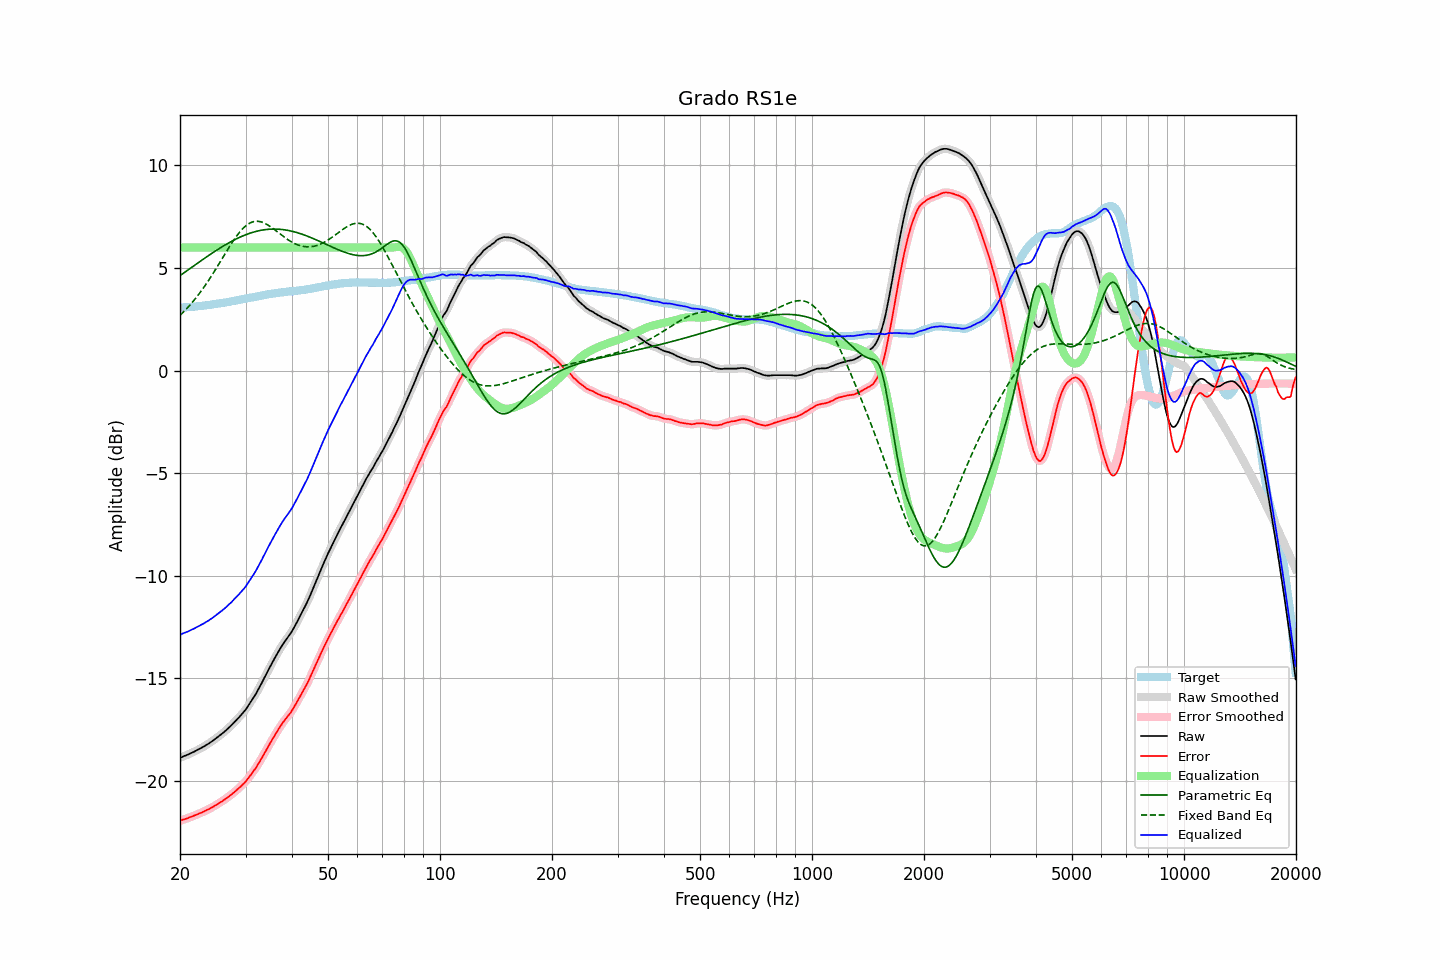 Grado RS1e
10
5
0
−5
−10
−15
−20
Amplitude (dBr)
20
50
100
200
500
1000
2000
5000
10000
20000
Frequency (Hz)
Target
Raw Smoothed
Error Smoothed
Raw
Error
Equalization
Parametric Eq
Fixed Band Eq
Equalized